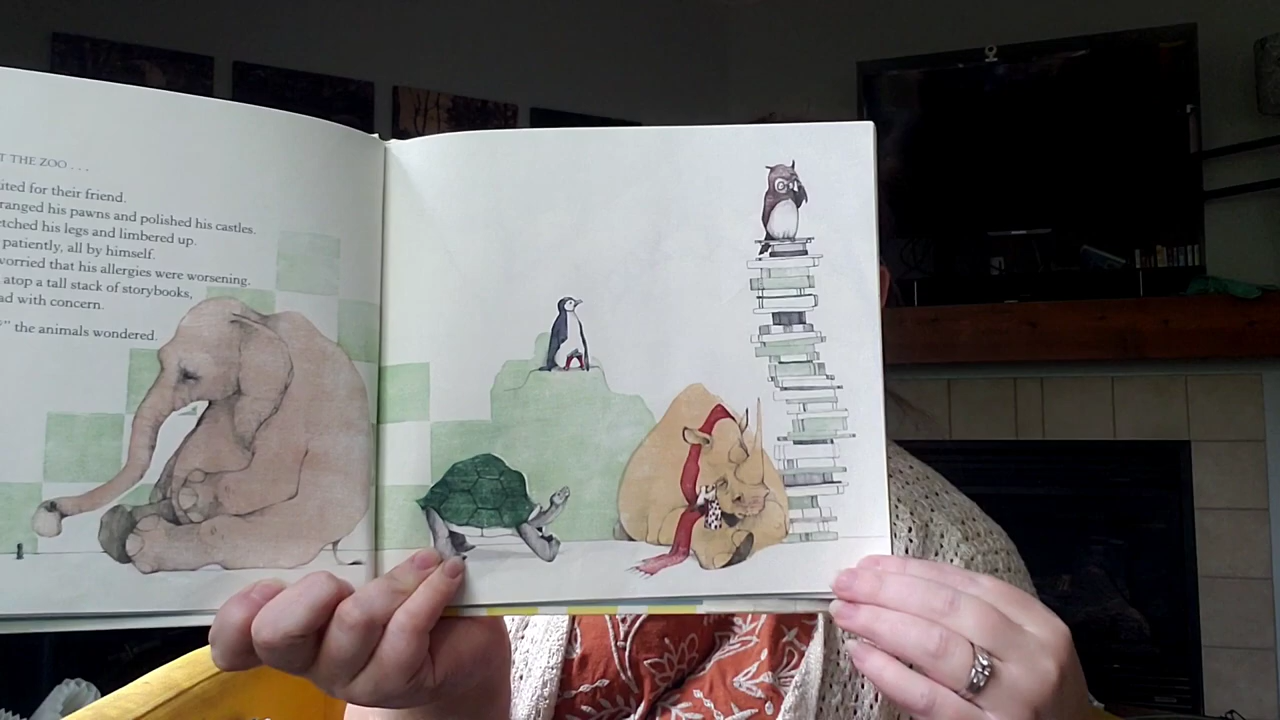 T THE ZOO . . .
ited for their friend.
ranged his pawns and polished his castles.
etched his legs and limbered up.
patiently, all by himself.
worried that his allergies were worsening.
atop a tall stack of storybooks,
ad with concern.
" the animals wondered.